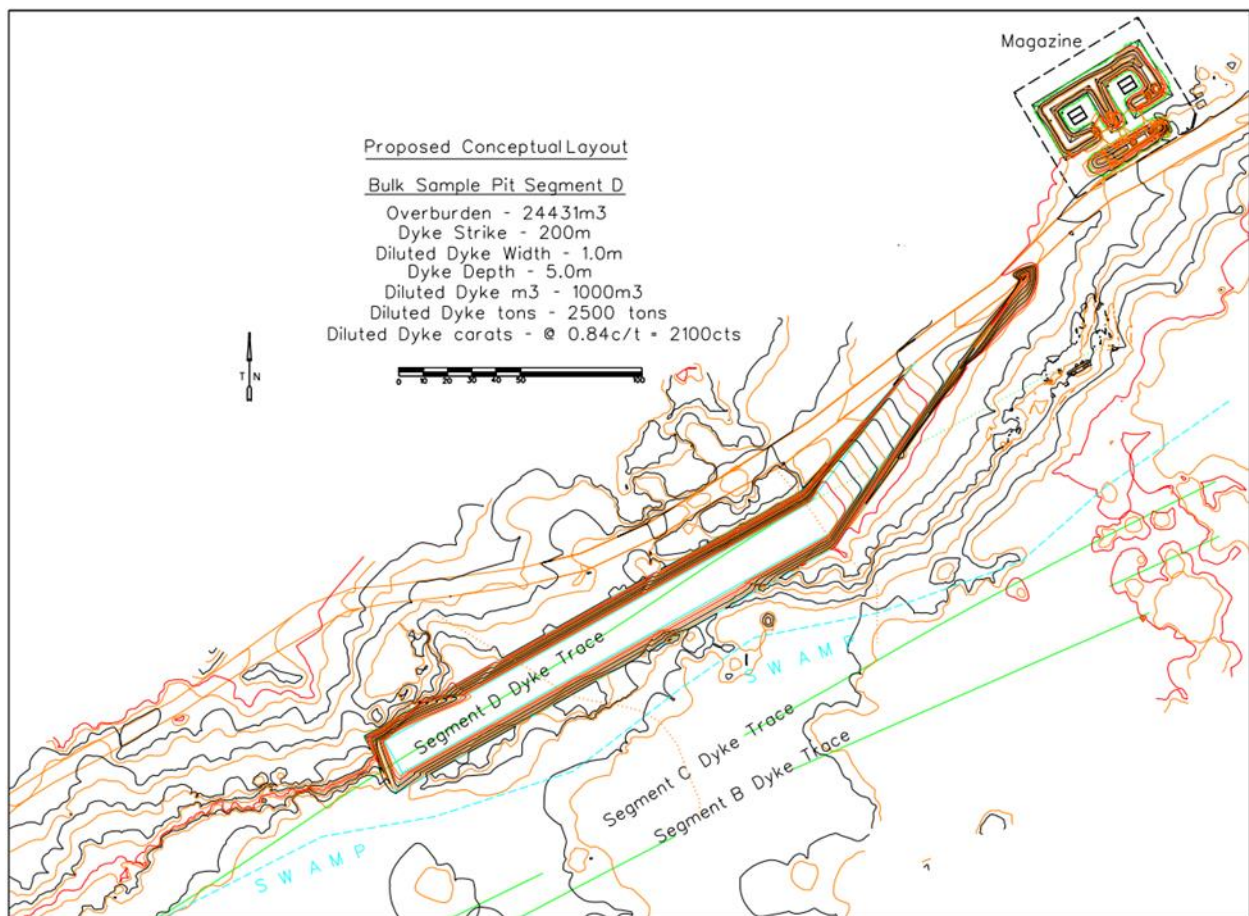 Magazine
Proposed Conceptual Layout
Bulk Sample Pit Segment D
Overburden - 24431m3
Dyke Strike - 200m
Diluted Dyke Width - 1.0m
Dyke Depth - 5.0m
Diluted Dyke m3 - 1000m3
Diluted Dyke tons - 2500 tons
Diluted Dyke carats - @ 0.84c/t = 2100cts
T N
0 10 20 30 40 50 100
Segment D Dyke Trace
SWAMP
Segment C Dyke Trace
Segment B Dyke Trace
SWAMP